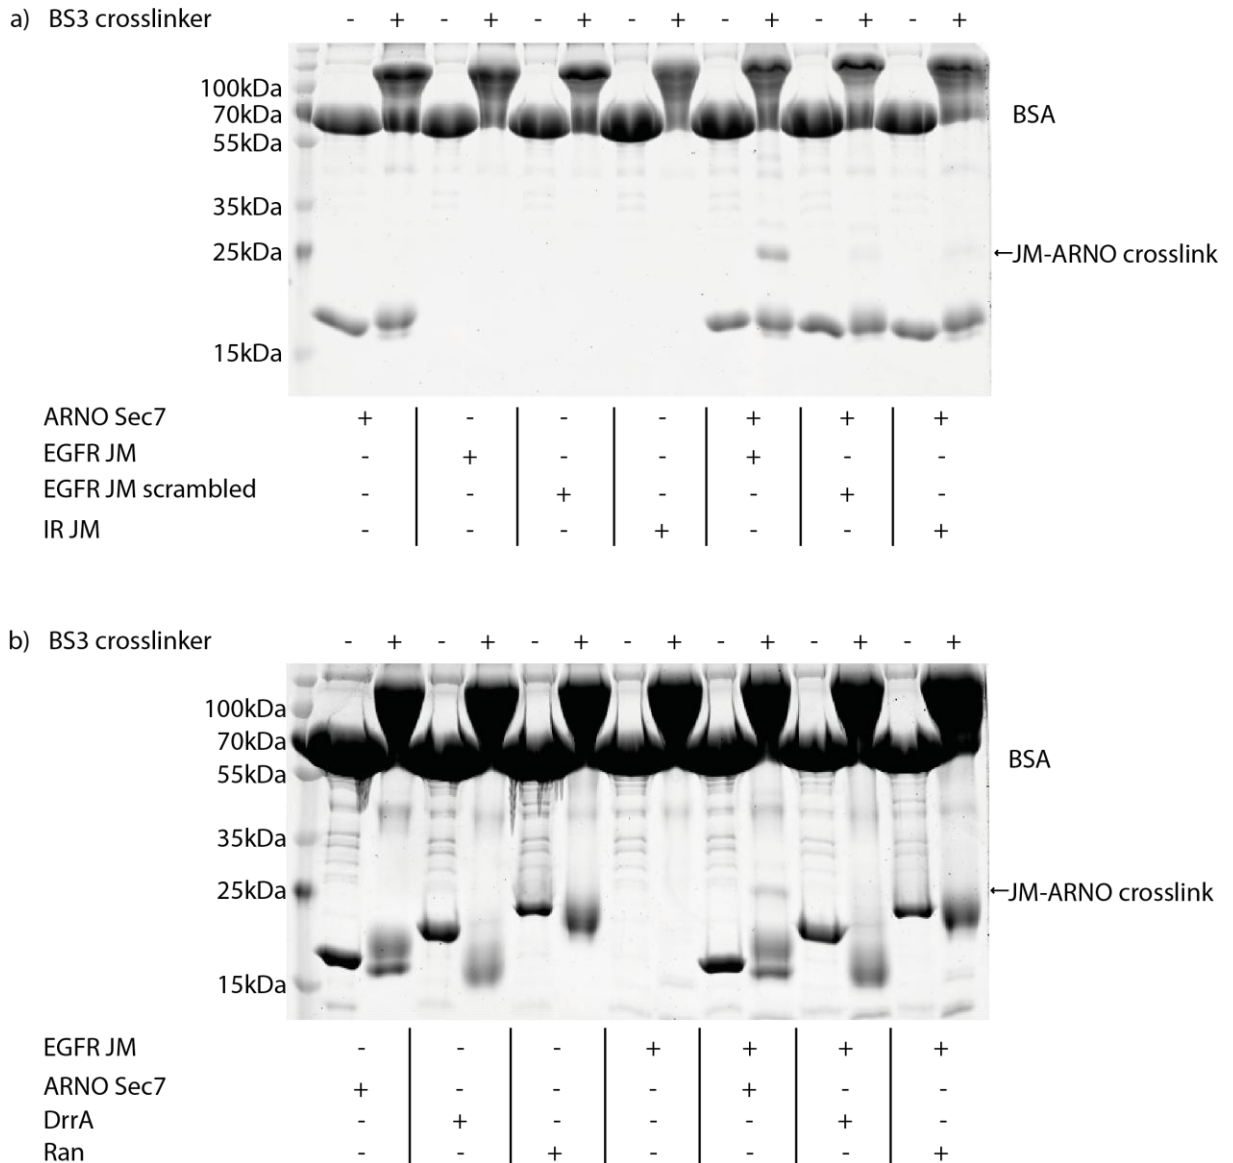 a) BS3 crosslinker - + - + - + - + - + - + - +
100kDa
70kDa BSA
55kDa
35kDa
25kDa ←JM-ARNO crosslink
15kDa
ARNO Sec7 + - - - + + +
EGFR JM - + - - + - -
EGFR JM scrambled - - + - - + -
IR JM - - - + - - +
b) BS3 crosslinker - + - + - + - + - + - + - +
100kDa
70kDa
BSA
55kDa
35kDa
25kDa ←JM-ARNO crosslink
15kDa
EGFR JM - - - + + + +
ARNO Sec7 + - - - + - -
DrrA - + - - - + -
Ran - - + - - - +